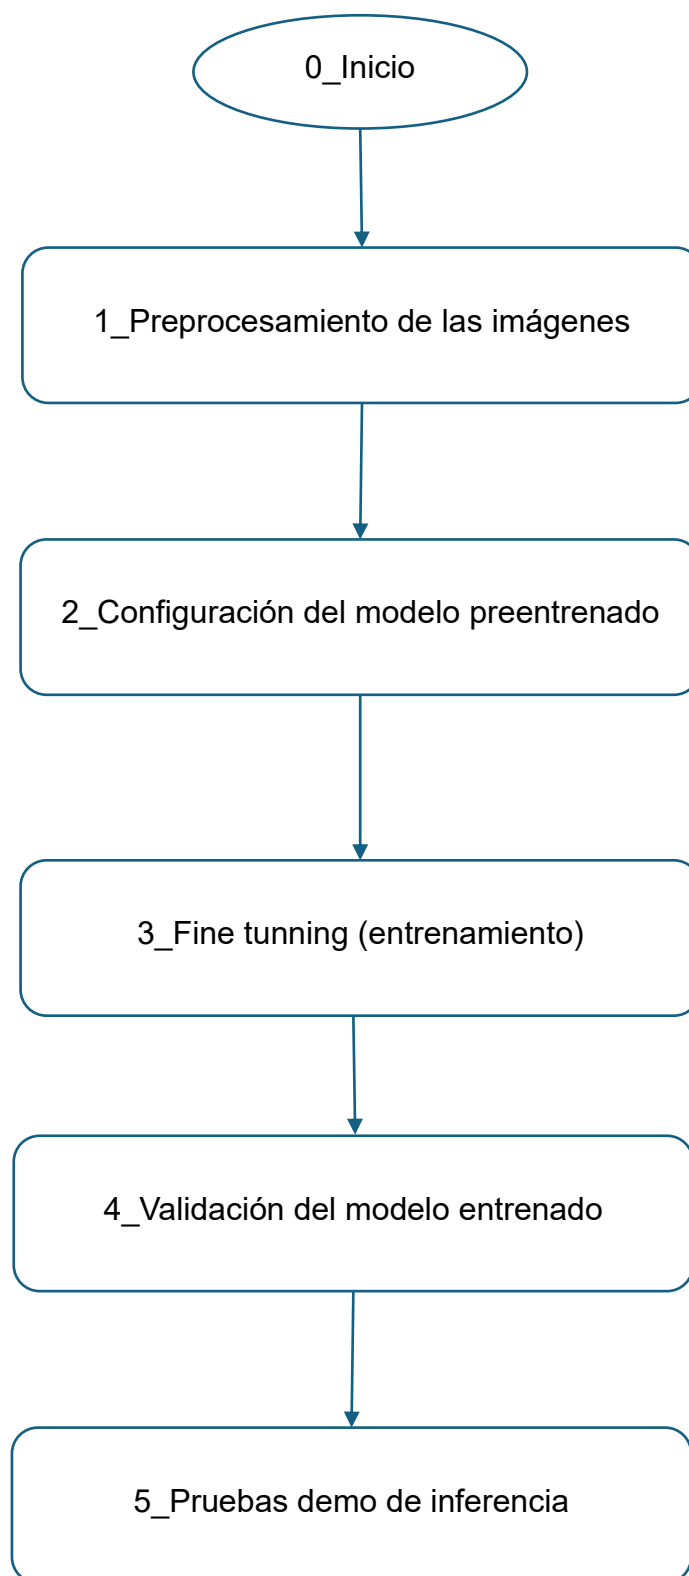 0_Inicio
1_Preprocesamiento de las imágenes
2_Configuración del modelo preentrenado
3_Fine tunning (entrenamiento)
4_Validación del modelo entrenado
5_Pruebas demo de inferencia